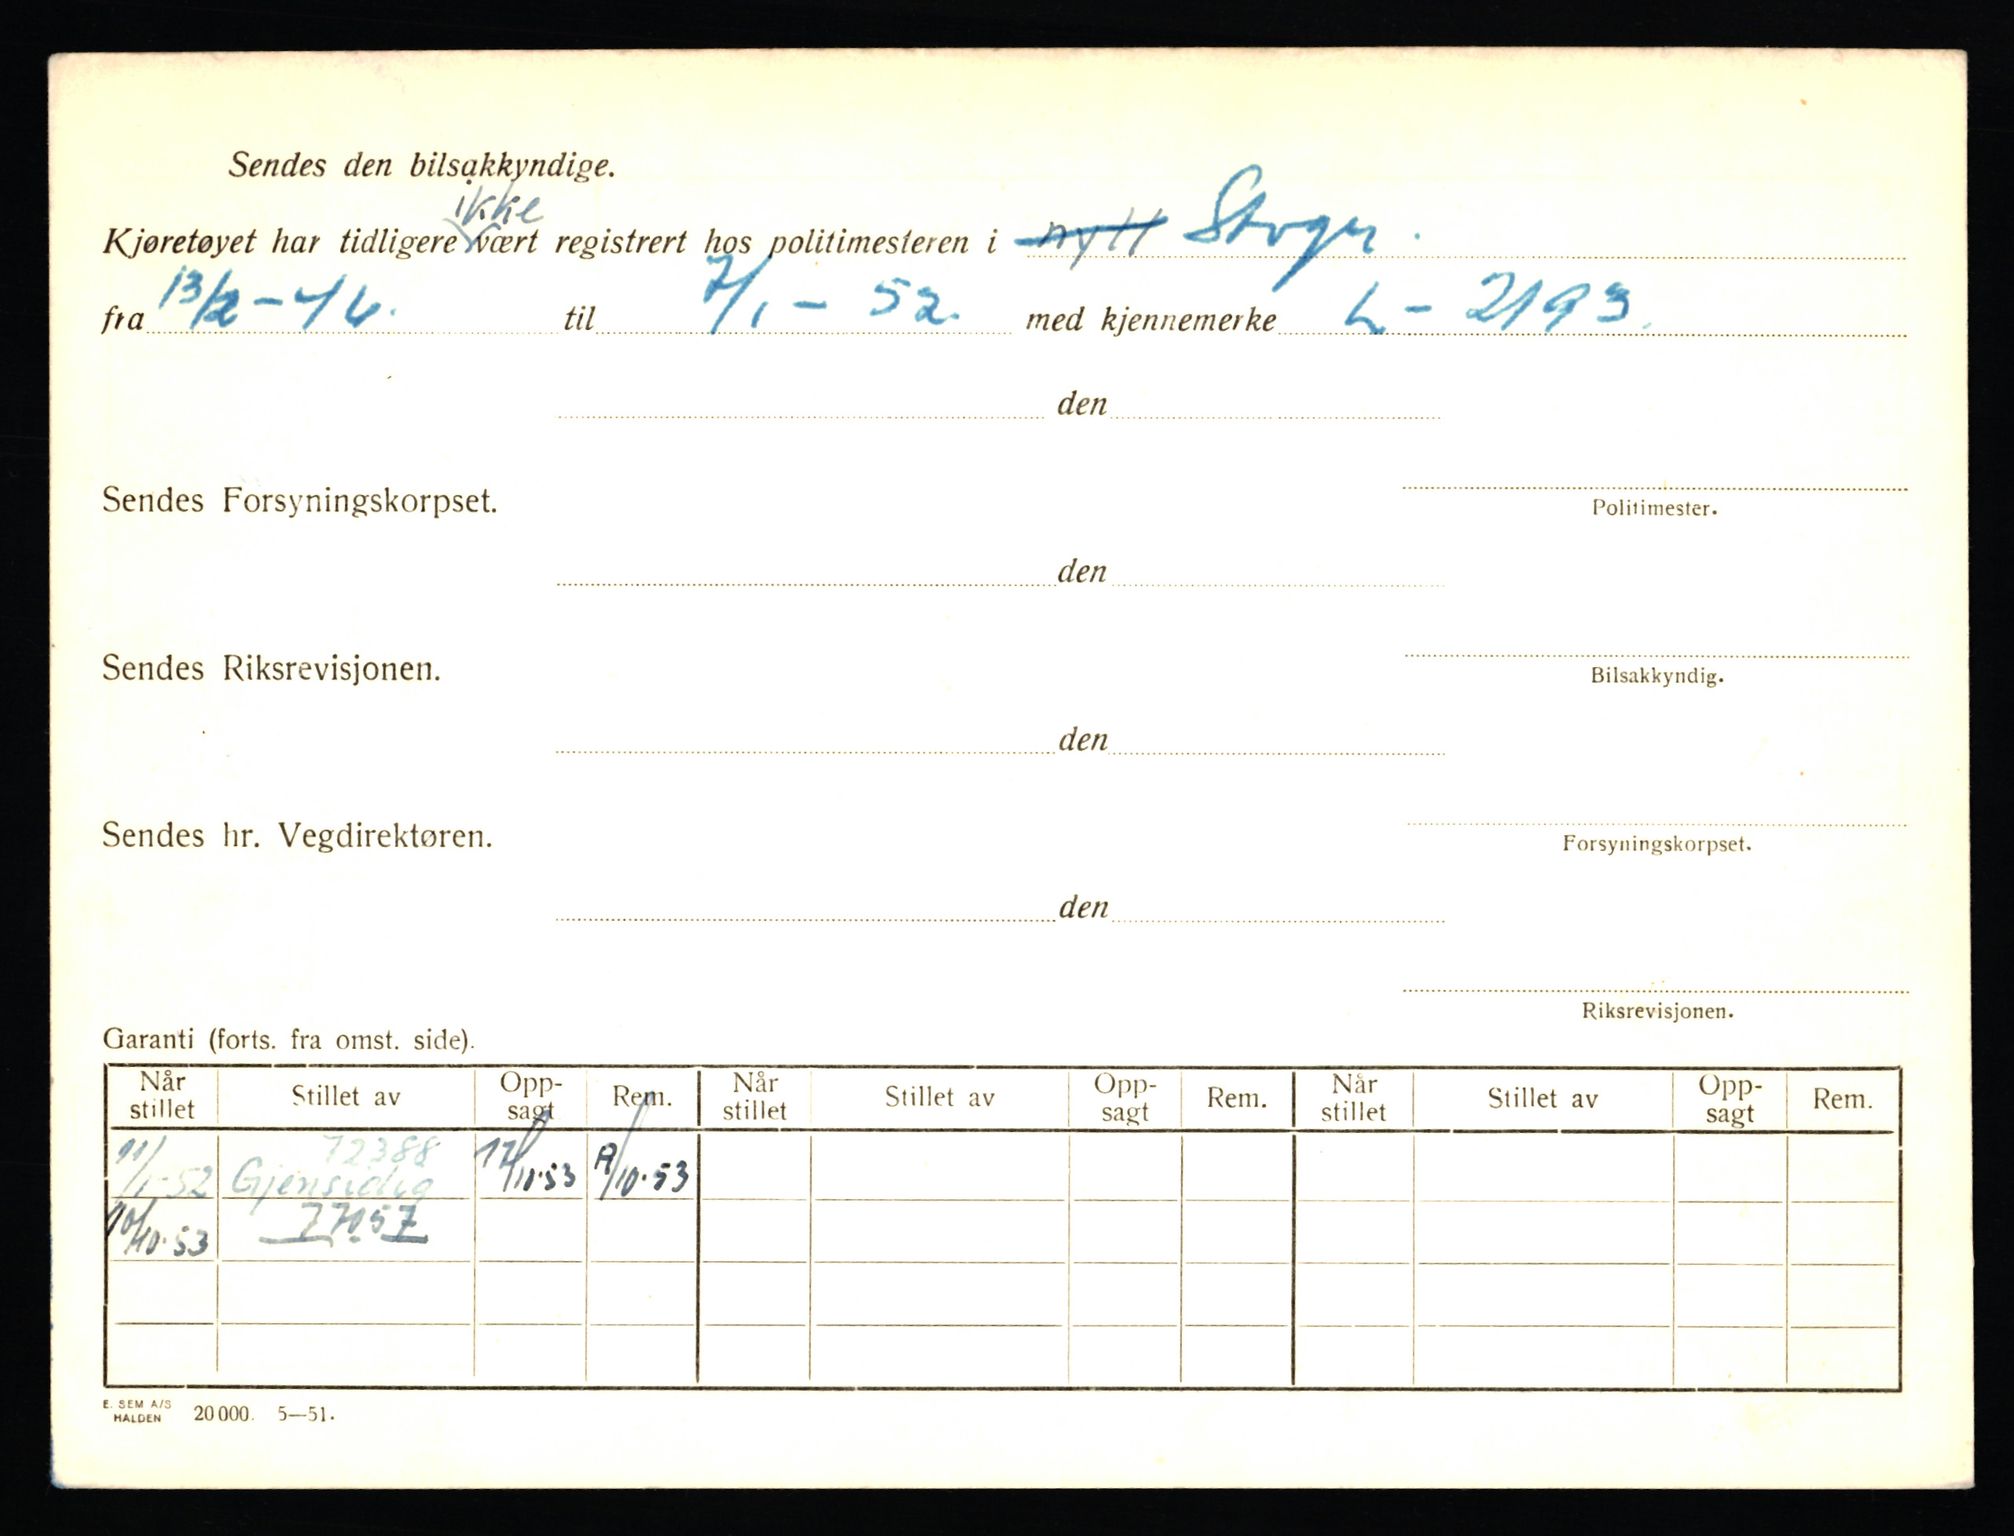 Sendes den bilsakkyndige.
ikke
Kjøretøyet har tidligere vært registrert hos politimesteren i nytt Stvgr.
fra 13/2-46. til 7/1-52. med kjennemerke L-2193.
den
Sendes Forsyningskorpset.
Politimester.
den
Sendes Riksrevisjonen.
Bilsakkyndig.
den
Sendes hr. Vegdirektøren.
Forsyningskorpset.
den
Riksrevisjonen.
Garanti (forts. fra omst. side).
Når stillet Stillet av Opp-sagt Rem. Når stillet Stillet av Opp-sagt Rem. Når stillet Stillet av Opp-sagt Rem.
72388
11/1-52 Gjensidig 17/11.53 /10.53
10/10.53 77057
E. SEM A/S
HALDEN 20 000. 5—51.